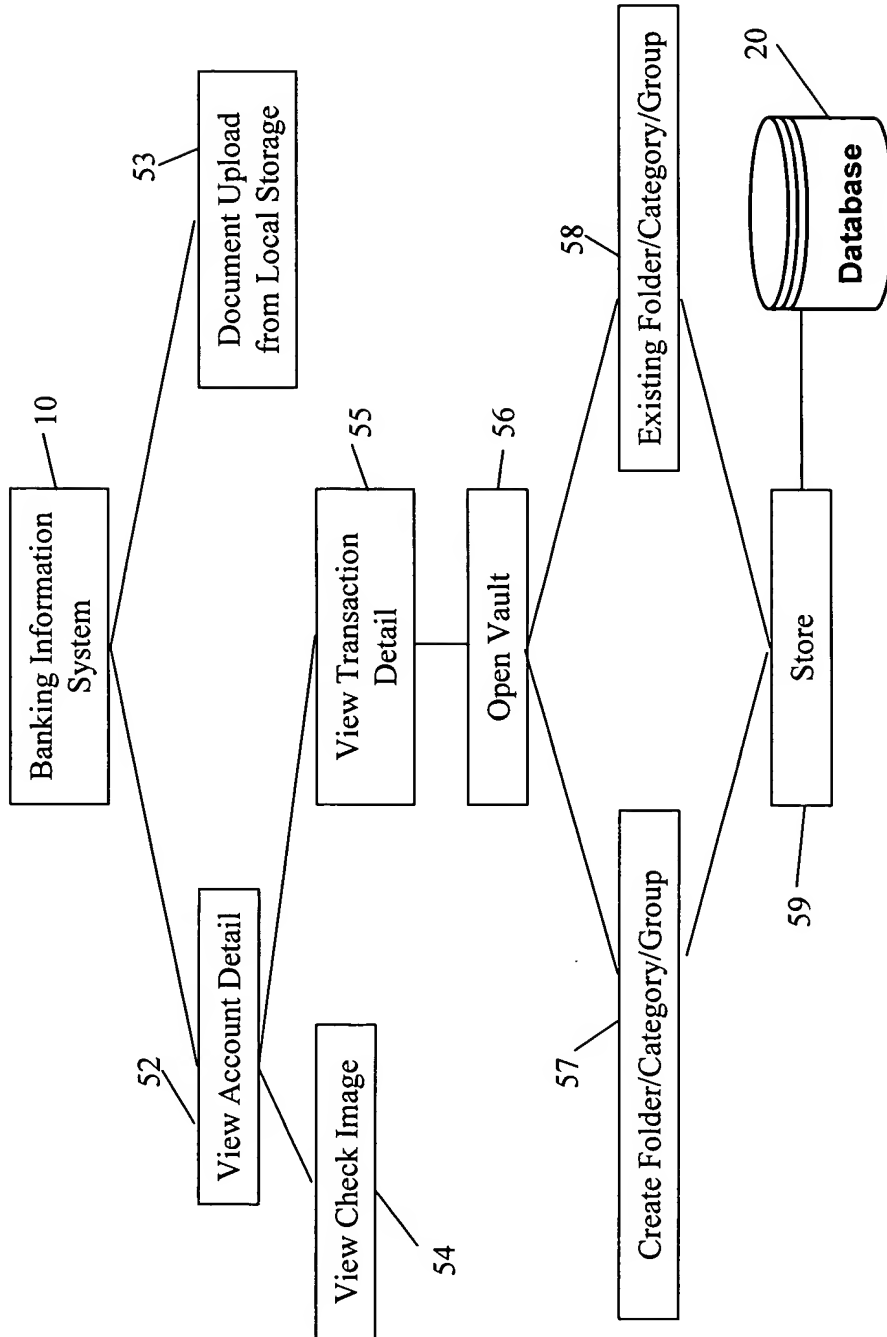 10
Banking Information
System
52
View Account Detail
53
Document Upload
from Local Storage
View Check Image
54
55
View Transaction
Detail
56
Open Vault
57
Create Folder/Category/Group
58
Existing Folder/Category/Group
59
Store
20
Database